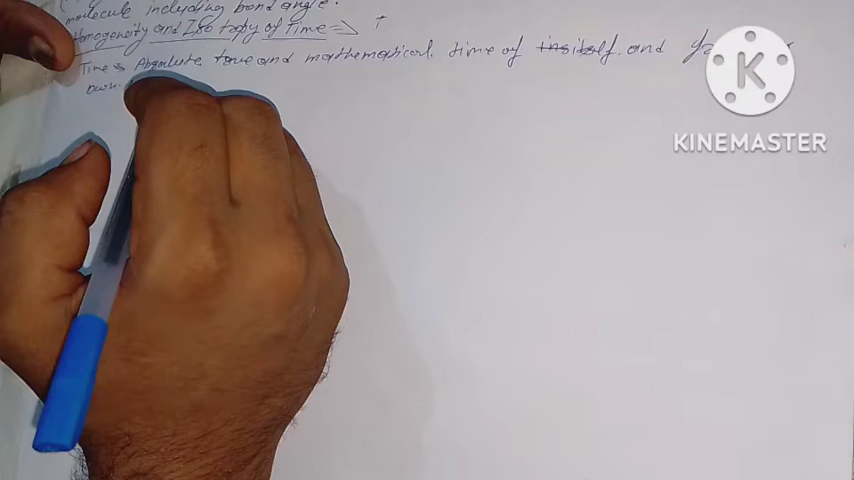 molecule including bond angle.
Homogeneity and Isotopy of Time =>
Time => Absolute true and mathematical. time of itself. and
own.
KINEMASTER